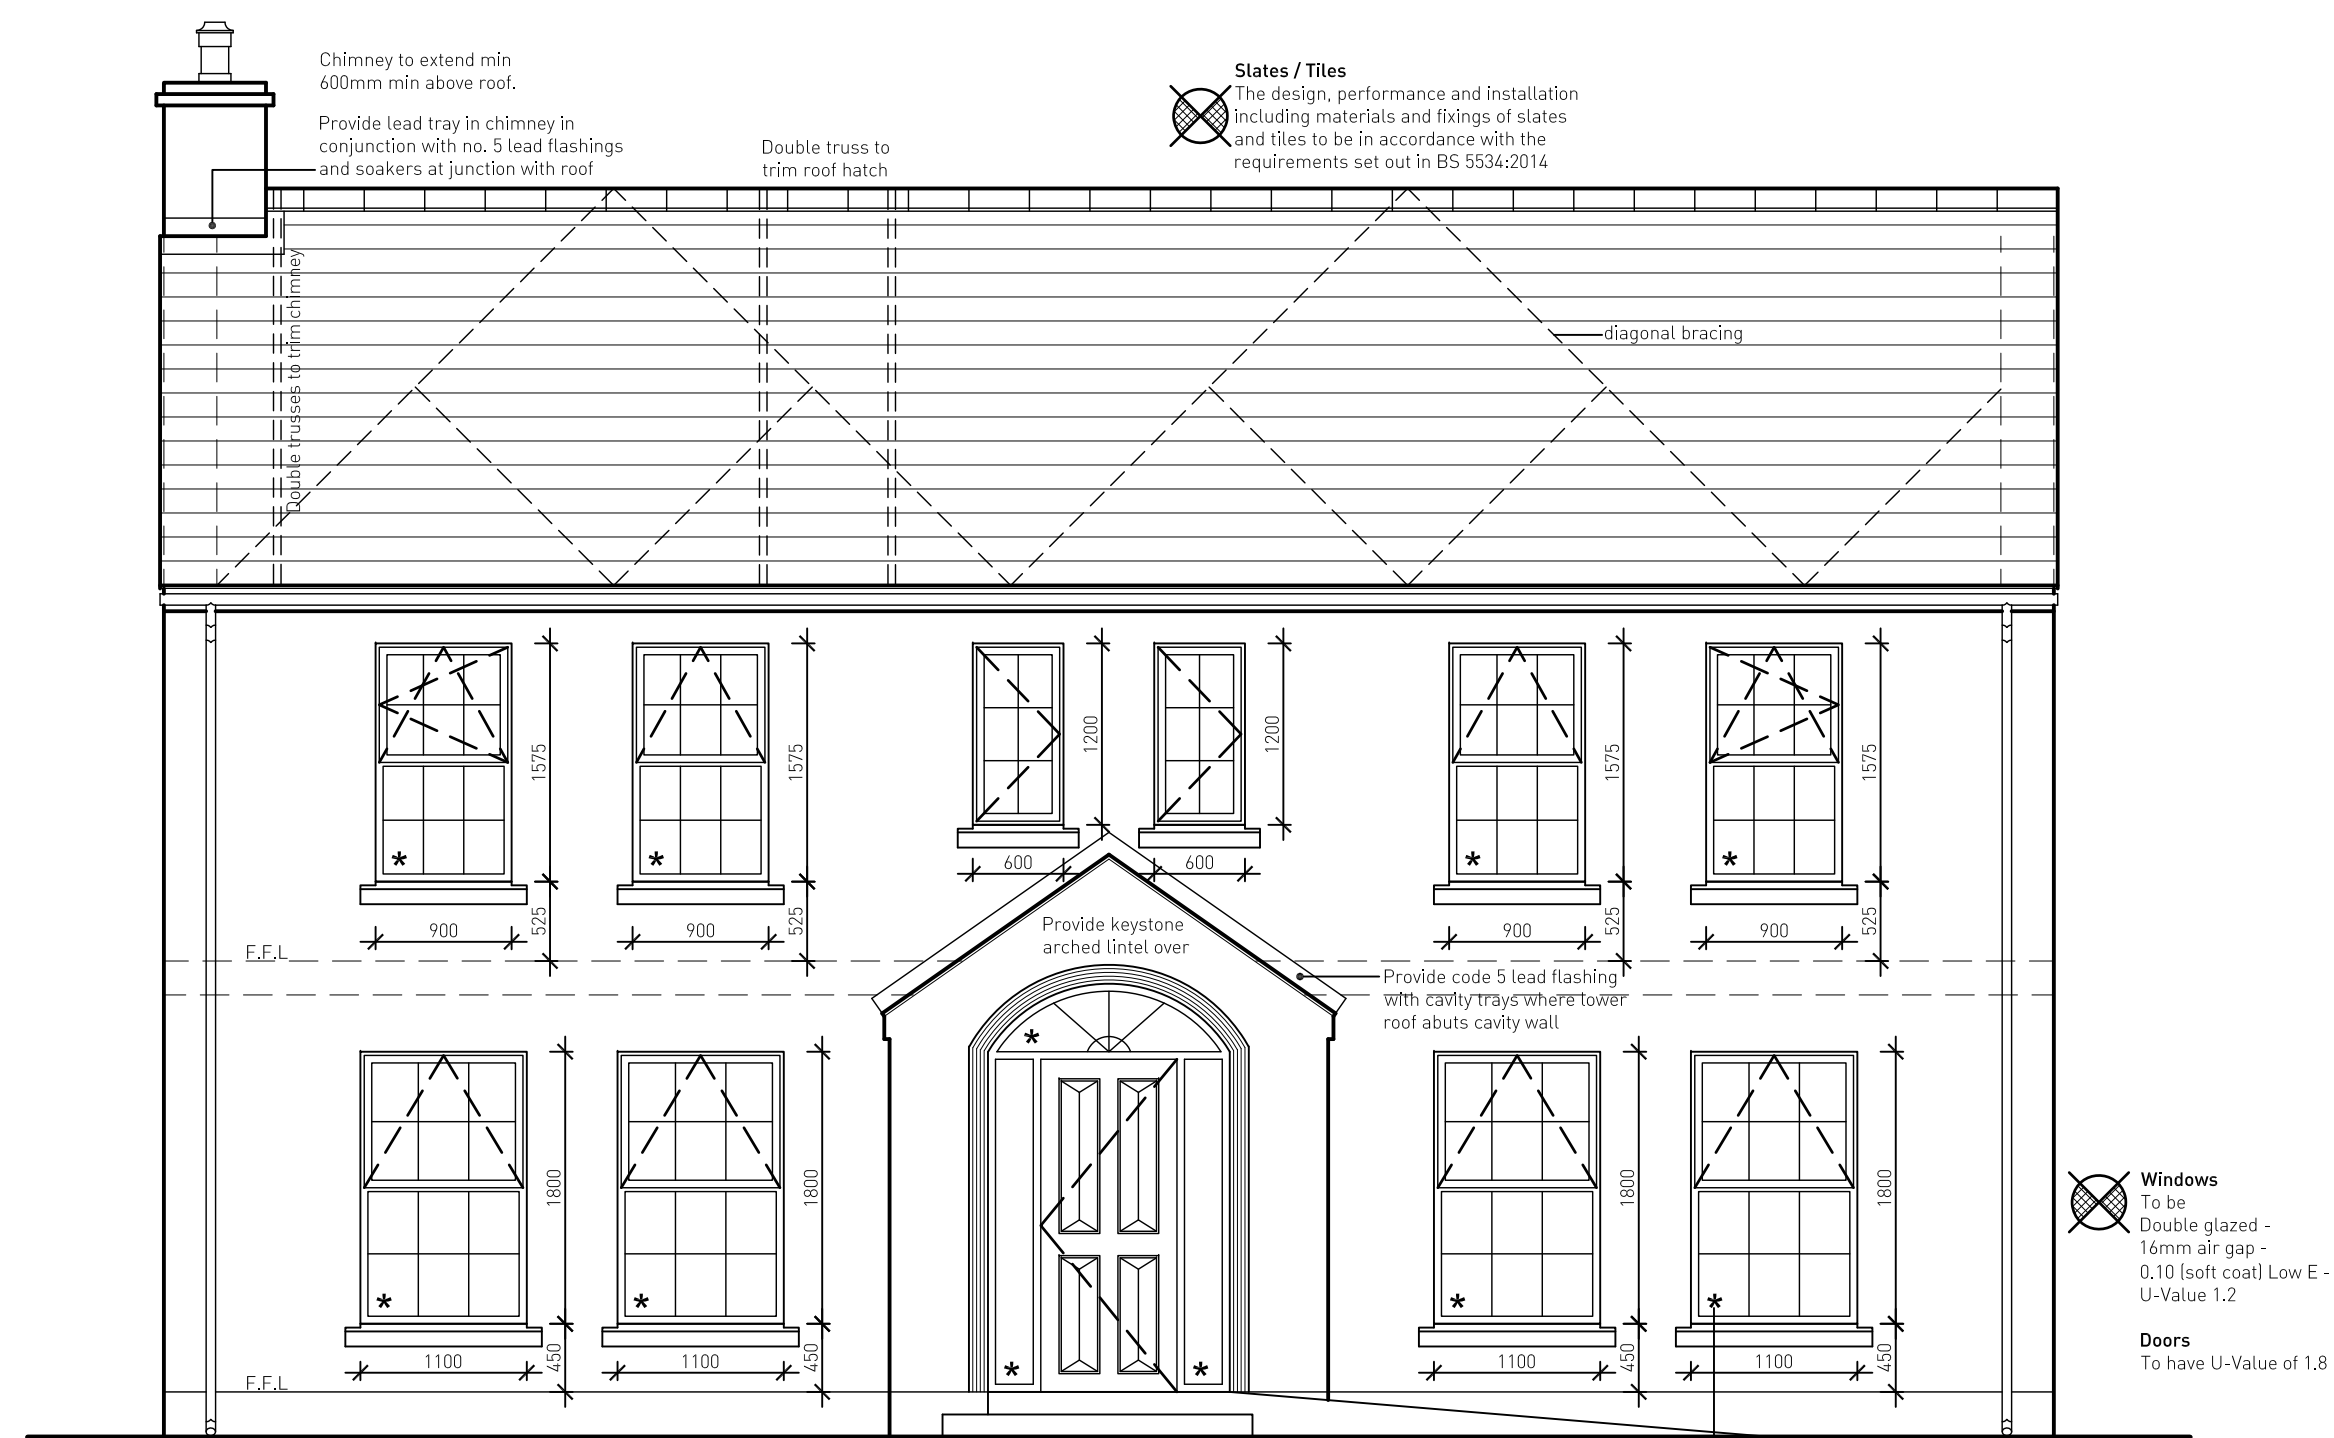 Chimney to extend min
600mm min above roof.
Provide lead tray in chimney in
conjunction with no. 5 lead flashings
and soakers at junction with roof
Double truss to
trim roof hatch
Slates / Tiles
The design, performance and installation
including materials and fixings of slates
and tiles to be in accordance with the
requirements set out in BS 5534:2014
Double trusses to trim chimney
diagonal bracing
1575
1575
1200
1200
1575
1575
*
*
*
*
600
600
900
525
900
525
900
525
900
525
F.F.L
Provide keystone
arched lintel over
Provide code 5 lead flashing
with cavity trays where lower
roof abuts cavity wall
*
1800
1800
1800
1800
*
*
*
*
*
*
1100
450
1100
450
1100
450
1100
450
F.F.L
Windows
To be
Double glazed -
16mm air gap -
0.10 (soft coat) Low E -
U-Value 1.2
Doors
To have U-Value of 1.8